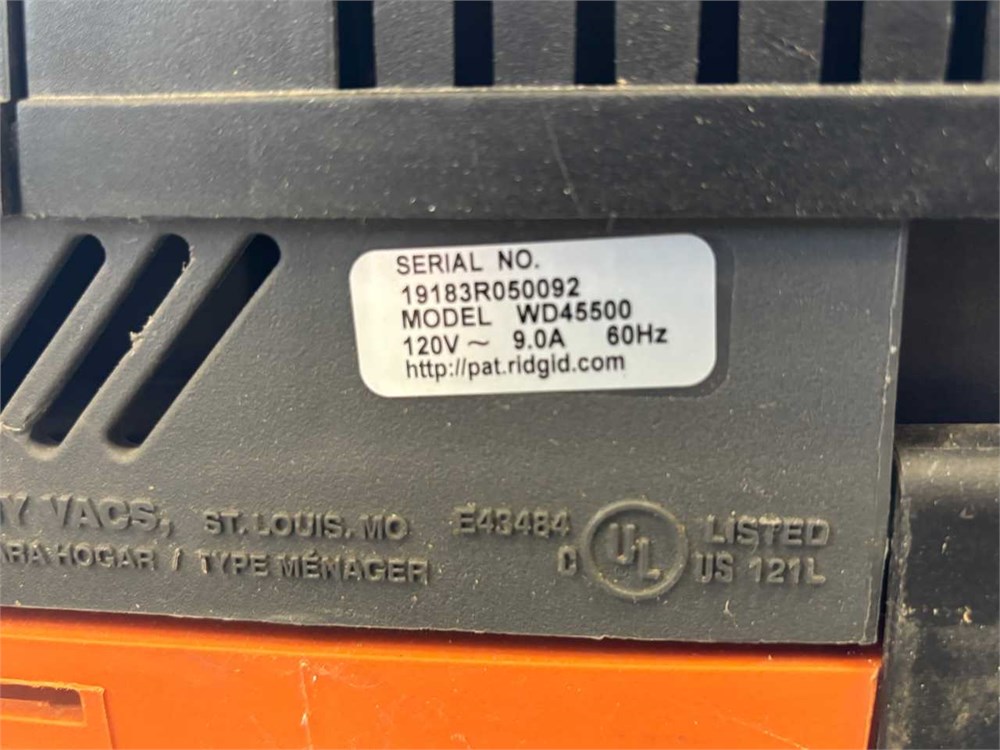 SERIAL NO.
19183R050092
MODEL WD45500
120V ~ 9.0A 60Hz
http://pat.ridgid.com
Y VACS, ST. LOUIS. MO E43484 UL LISTED
ARA HOGAR / TYPE MÉNAGER C US 121L